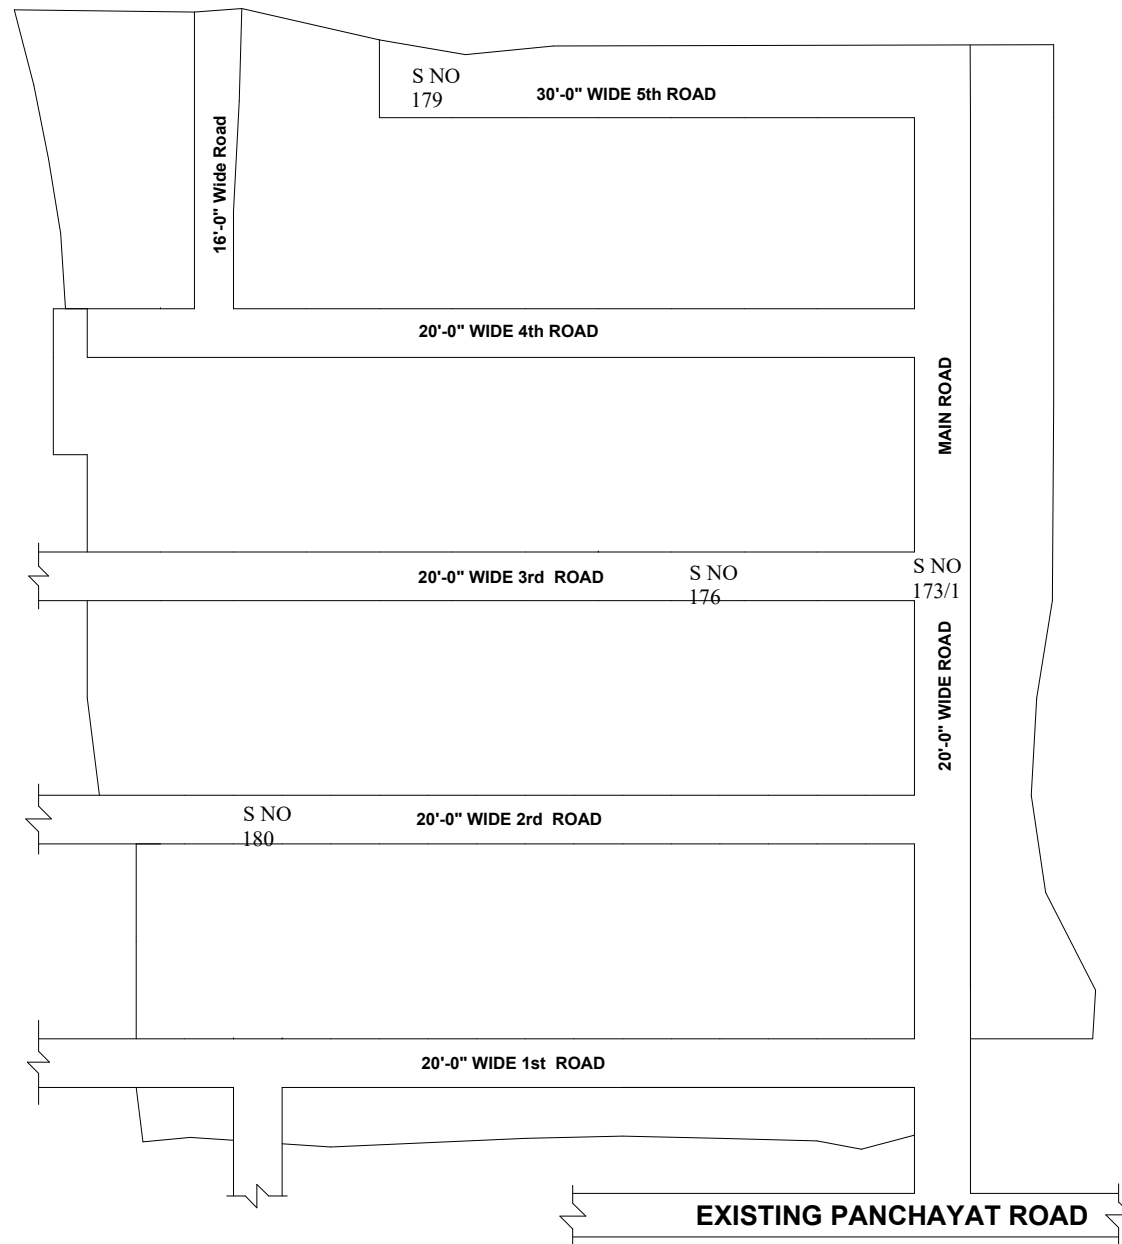 S NO
179
30'-0" WIDE 5th ROAD
16'-0" Wide Road
20'-0" WIDE 4th ROAD
MAIN ROAD
20'-0" WIDE 3rd ROAD
S NO
176
S NO
173/1
20'-0" WIDE ROAD
S NO
180
20'-0" WIDE 2rd ROAD
20'-0" WIDE 1st ROAD
EXISTING PANCHAYAT ROAD